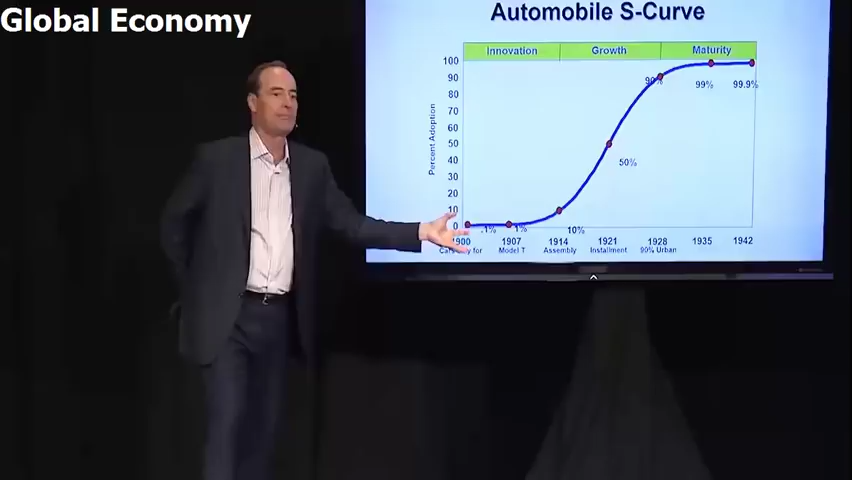 Global Economy
Automobile S-Curve
Innovation Growth Maturity
Percent Adoption
100
90
80
70
60
50
40
30
20
10
0
.1% 1% 10% 50% 90% 99% 99.9%
1900 1907 1914 1921 1928 1935 1942
Model T Assembly Installment 90% Urban